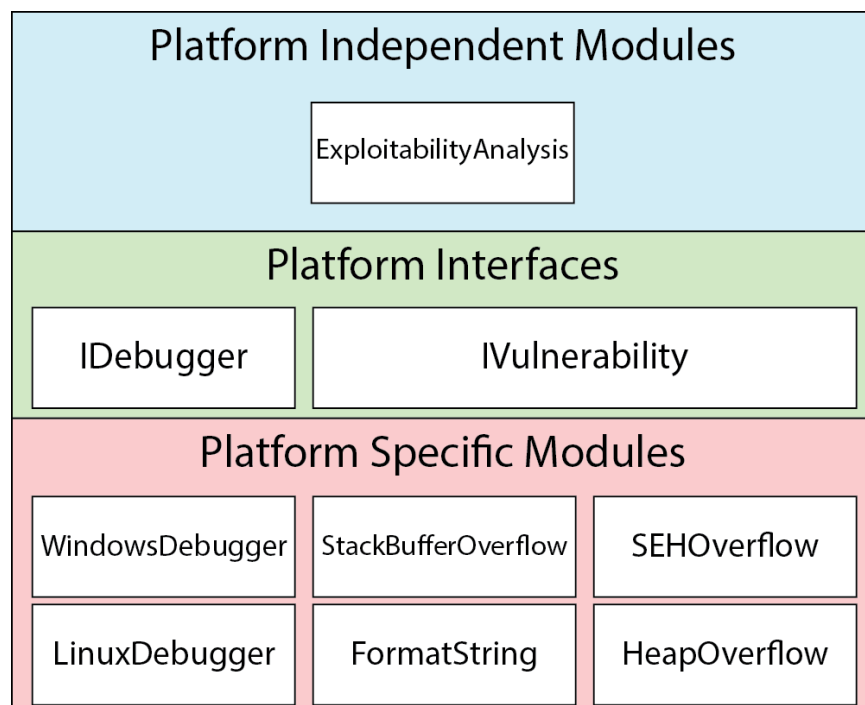 Platform Independent Modules
ExploitabilityAnalysis
Platform Interfaces
IDebugger
IVulnerability
Platform Specific Modules
WindowsDebugger
StackBufferOverflow
SEHOverflow
LinuxDebugger
FormatString
HeapOverflow